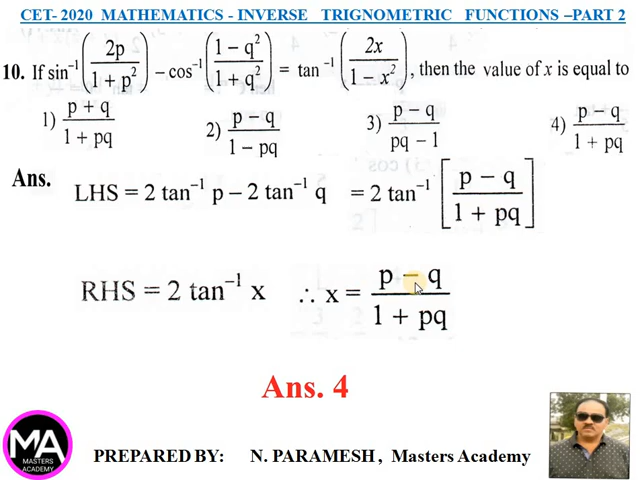 CET- 2020 MATHEMATICS - INVERSE TRIGNOMETRIC FUNCTIONS –PART 2
10. If sin⁻¹(2p/(1 + p²)) − cos⁻¹((1 − q²)/(1 + q²)) = tan⁻¹(2x/(1 − x²)), then the value of x is equal to
1) (p + q)/(1 + pq) 2) (p − q)/(1 − pq) 3) (p − q)/(pq − 1) 4) (p − q)/(1 + pq)
Ans. LHS = 2 tan⁻¹ p − 2 tan⁻¹ q = 2 tan⁻¹ [(p − q)/(1 + pq)]
RHS = 2 tan⁻¹ x ∴ x = (p − q)/(1 + pq)
Ans. 4
MA
MASTERS
ACADEMY
PREPARED BY: N. PARAMESH , Masters Academy